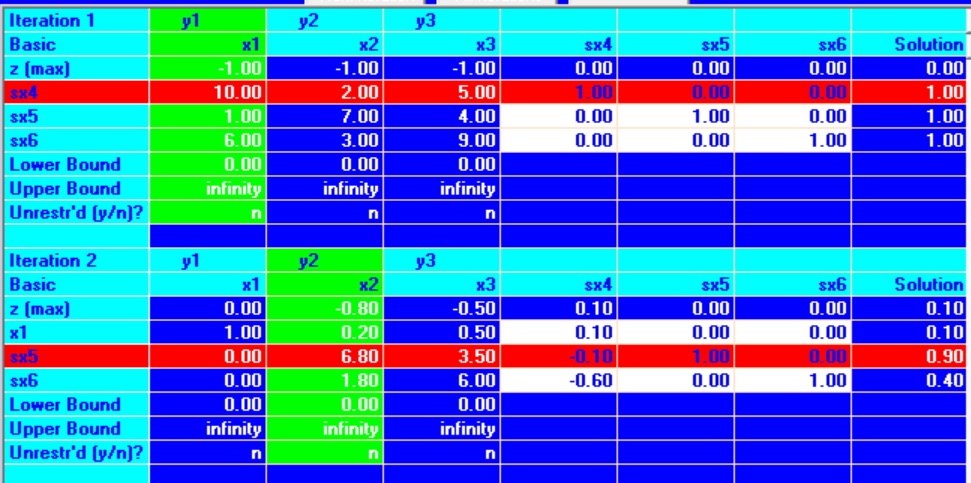 Iteration 1 y1 y2 y3
Basic x1 x2 x3 sx4 sx5 sx6 Solution
z (max) -1.00 -1.00 -1.00 0.00 0.00 0.00 0.00
sx4 10.00 2.00 5.00 1.00 0.00 0.00 1.00
sx5 1.00 7.00 4.00 0.00 1.00 0.00 1.00
sx6 6.00 3.00 9.00 0.00 0.00 1.00 1.00
Lower Bound 0.00 0.00 0.00
Upper Bound infinity infinity infinity
Unrestr'd (y/n)? n n n
Iteration 2 y1 y2 y3
Basic x1 x2 x3 sx4 sx5 sx6 Solution
z (max) 0.00 -0.80 -0.50 0.10 0.00 0.00 0.10
x1 1.00 0.20 0.50 0.10 0.00 0.00 0.10
sx5 0.00 6.80 3.50 -0.10 1.00 0.00 0.90
sx6 0.00 1.80 6.00 -0.60 0.00 1.00 0.40
Lower Bound 0.00 0.00 0.00
Upper Bound infinity infinity infinity
Unrestr'd (y/n)? n n n